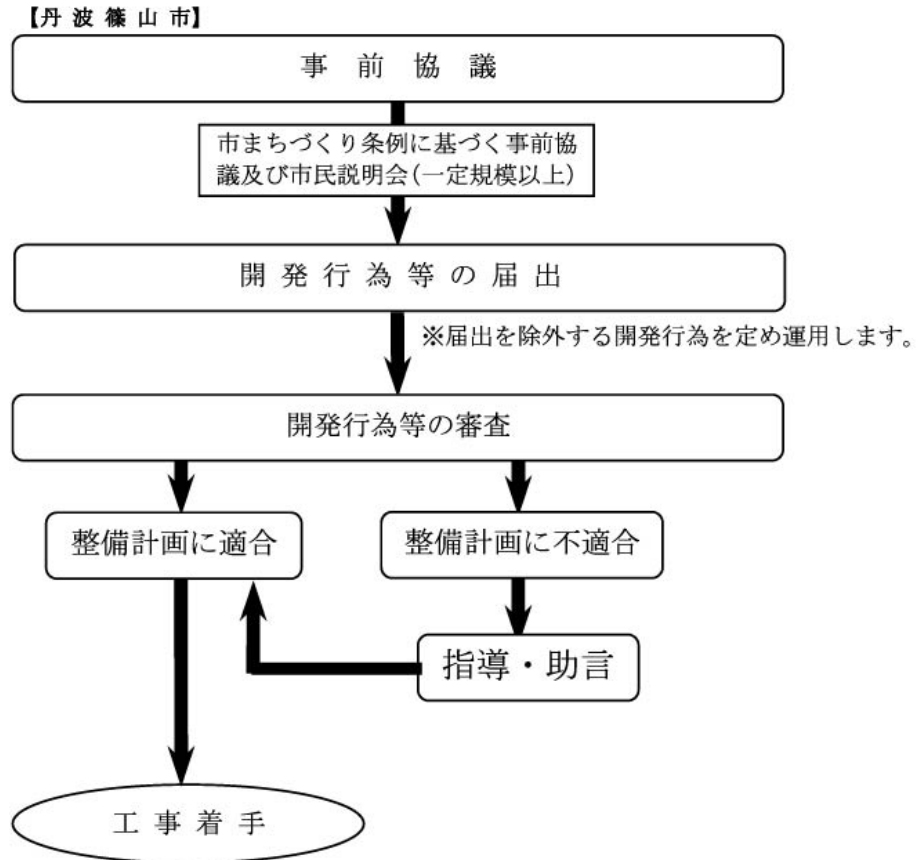 【丹波篠山市】
事前協議
市まちづくり条例に基づく事前協
議及び市民説明会(一定規模以上)
開発行為等の届出
※届出を除外する開発行為を定め運用します。
開発行為等の審査
整備計画に適合
整備計画に不適合
指導・助言
工事着手